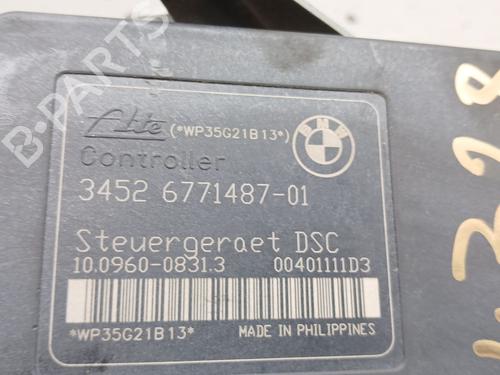 Ate (*WP35G21B13*)
BMW
Controller
3452 6771487-01
Steuergeraet DSC
10.0960-0831.3 00401111D3
*WP35G21B13* MADE IN PHILIPPINES
B-PARTS